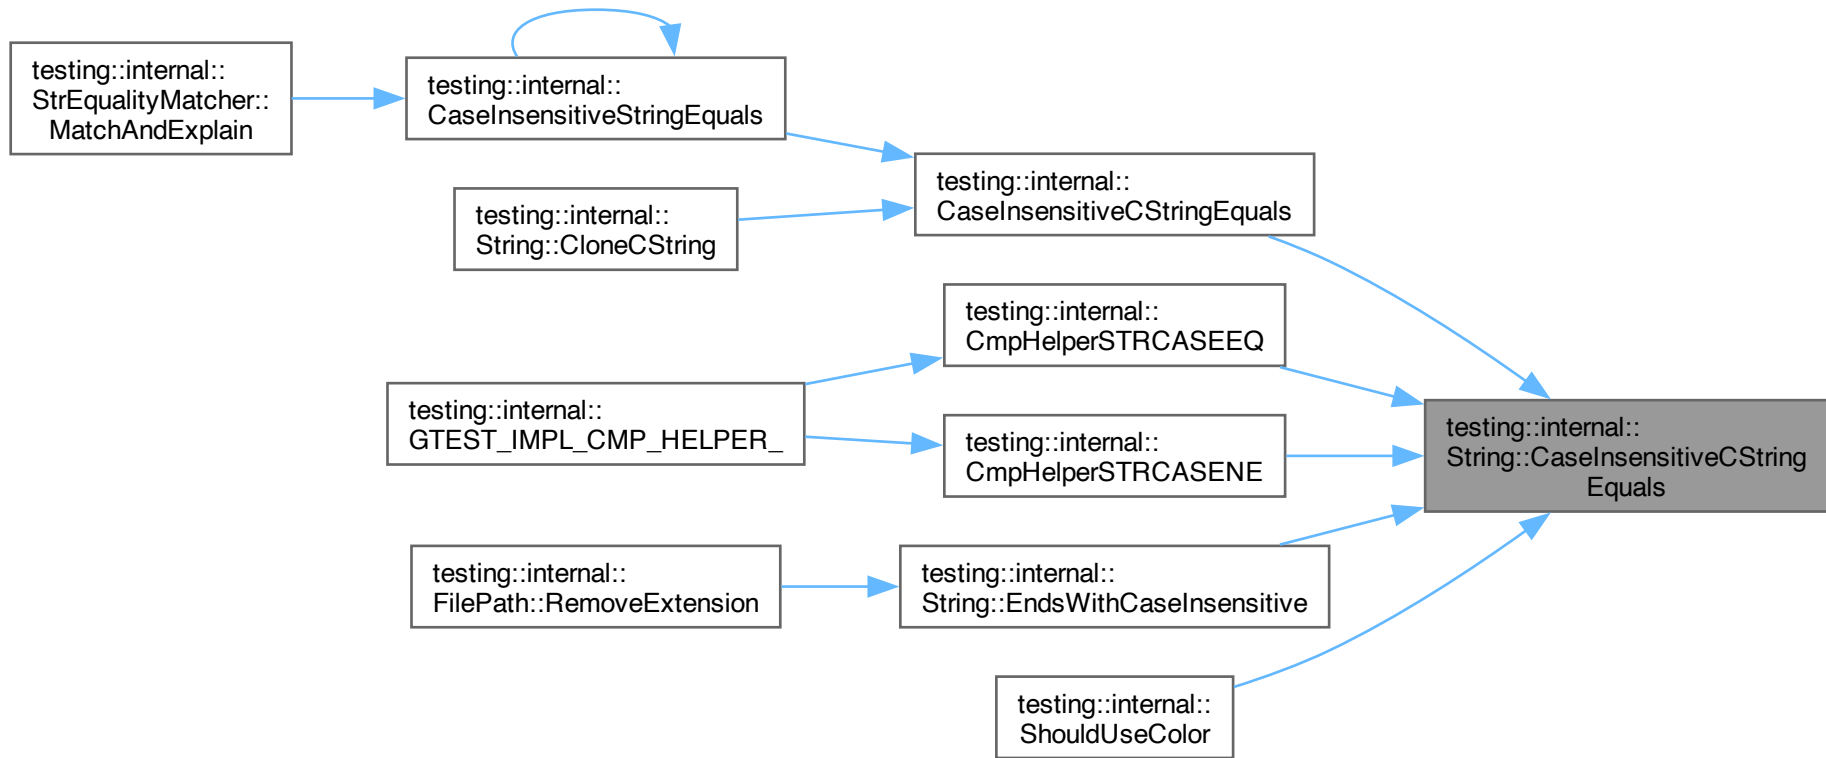 testing::internal::
StrEqualityMatcher::
MatchAndExplain
testing::internal::
CaseInsensitiveStringEquals
testing::internal::
String::CloneCString
testing::internal::
CaseInsensitiveCStringEquals
testing::internal::
CmpHelperSTRCASEEQ
testing::internal::
GTEST_IMPL_CMP_HELPER_
testing::internal::
CmpHelperSTRCASENE
testing::internal::
String::CaseInsensitiveCString
Equals
testing::internal::
FilePath::RemoveExtension
testing::internal::
String::EndsWithCaseInsensitive
testing::internal::
ShouldUseColor